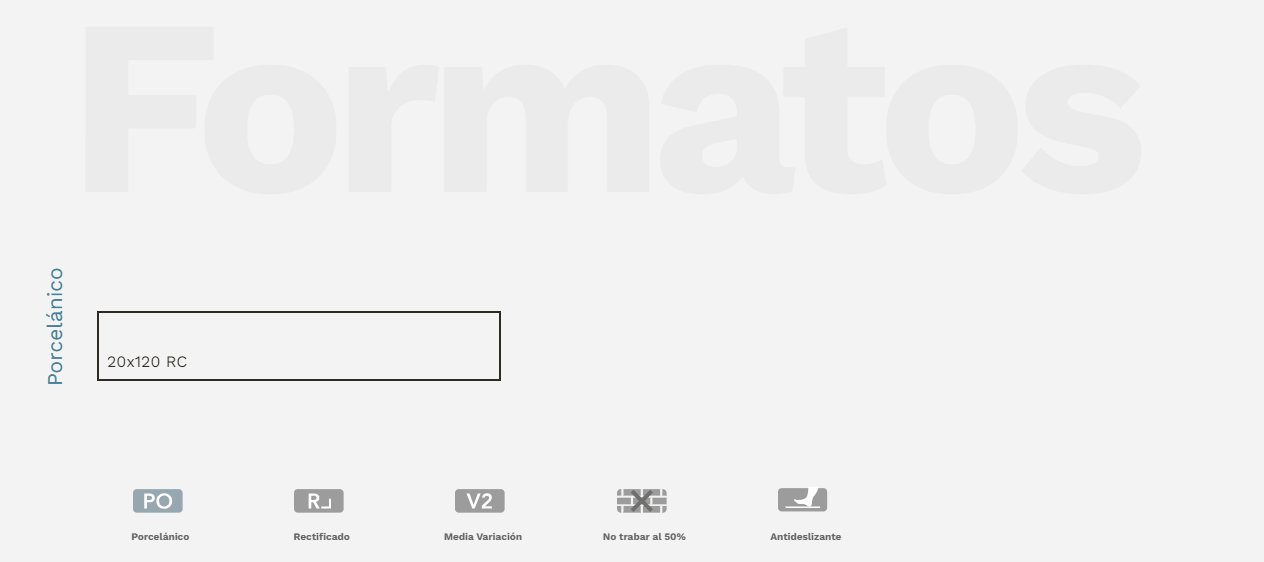 Formatos
Porcelánico
20x120 RC
PO
R
V2
Porcelánico
Rectificado
Media Variación
No trabar al 50%
Antideslizante